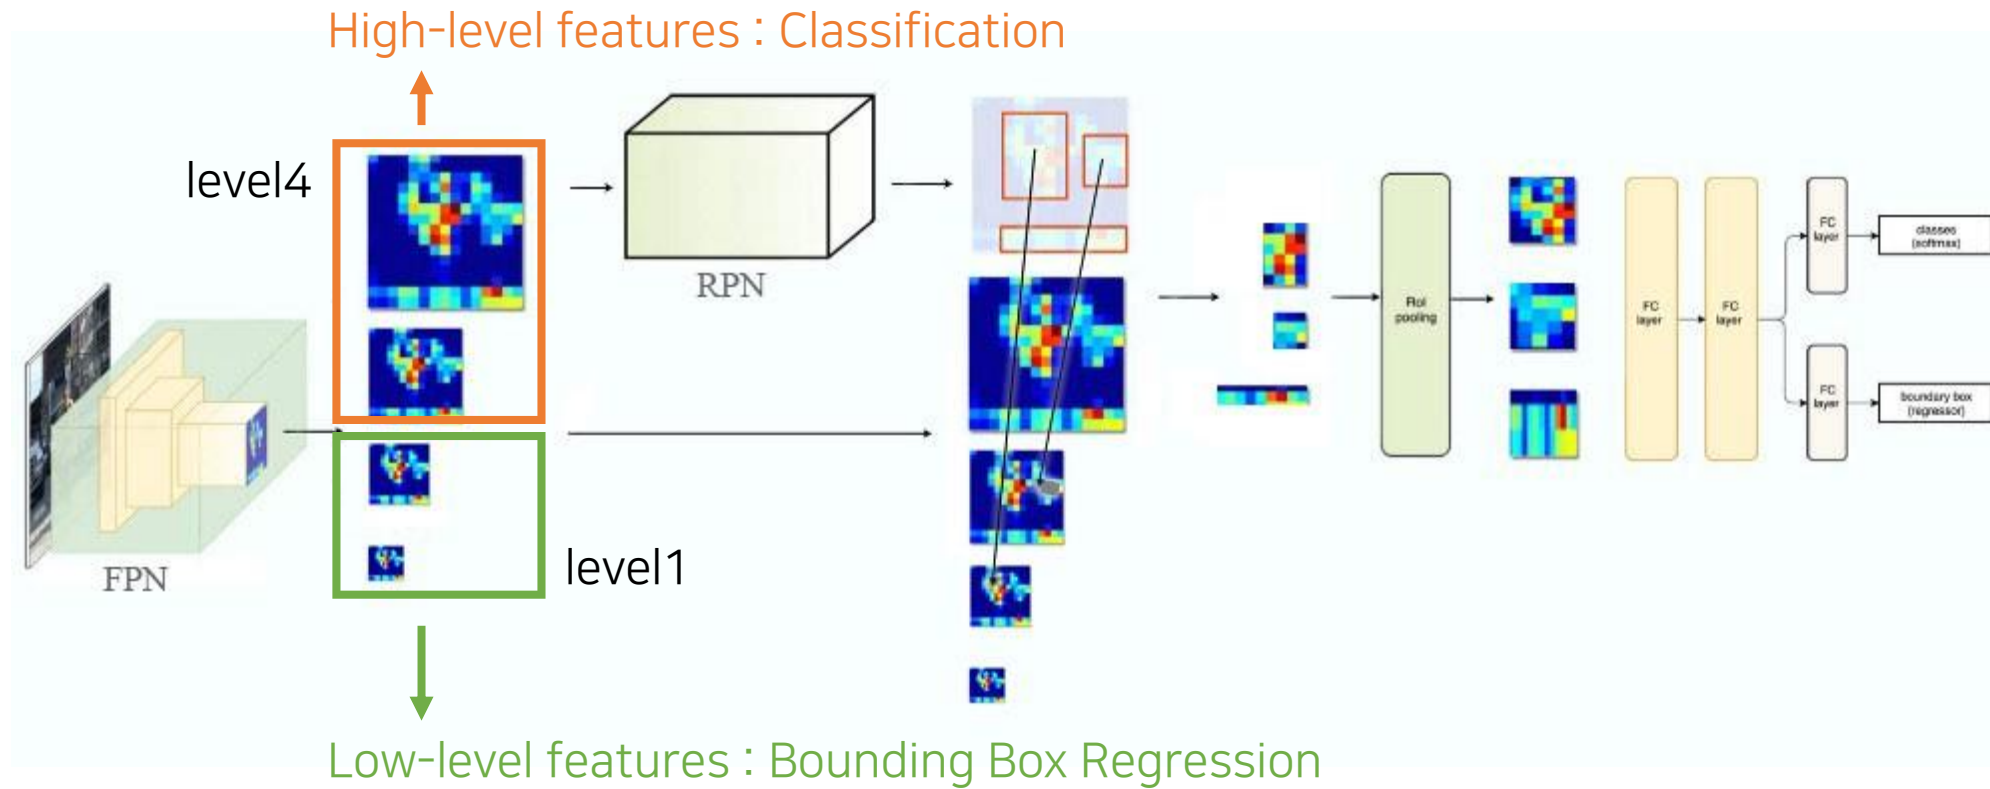 High-level features : Classification
level4
RPN
FPN
level1
RoI
pooling
FC
layer
FC
layer
FC
layer
classes
(softmax)
FC
layer
boundary box
(regressor)
Low-level features : Bounding Box Regression